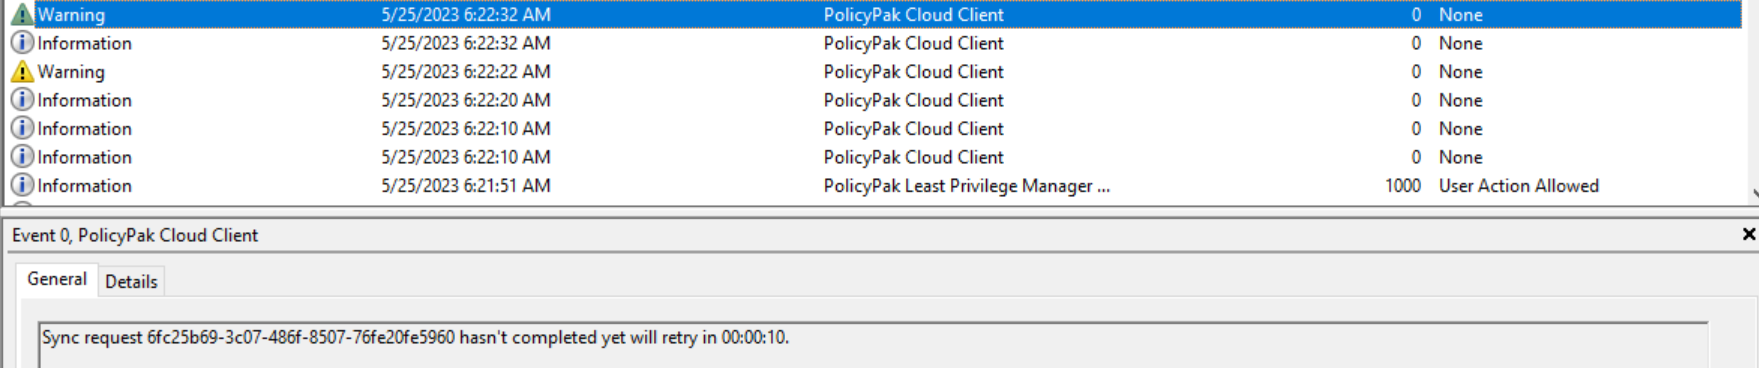 Warning 5/25/2023 6:22:32 AM PolicyPak Cloud Client 0 None
Information 5/25/2023 6:22:32 AM PolicyPak Cloud Client 0 None
Warning 5/25/2023 6:22:22 AM PolicyPak Cloud Client 0 None
Information 5/25/2023 6:22:20 AM PolicyPak Cloud Client 0 None
Information 5/25/2023 6:22:10 AM PolicyPak Cloud Client 0 None
Information 5/25/2023 6:22:10 AM PolicyPak Cloud Client 0 None
Information 5/25/2023 6:21:51 AM PolicyPak Least Privilege Manager ... 1000 User Action Allowed
Event 0, PolicyPak Cloud Client
General Details
Sync request 6fc25b69-3c07-486f-8507-76fe20fe5960 hasn't completed yet will retry in 00:00:10.